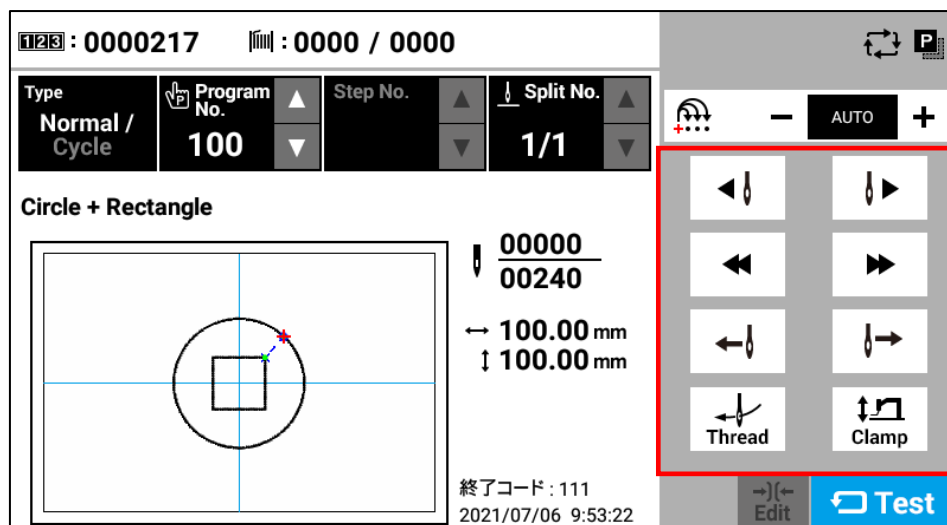 123 : 0000217 : 0000 / 0000
P
Type
Normal /
Cycle
P Program No.
100
Step No.
Split No.
1/1
AUTO
Circle + Rectangle
00000
00240
100.00 mm
100.00 mm
Thread
Clamp
終了コード : 111
2021/07/06 9:53:22
Edit
Test